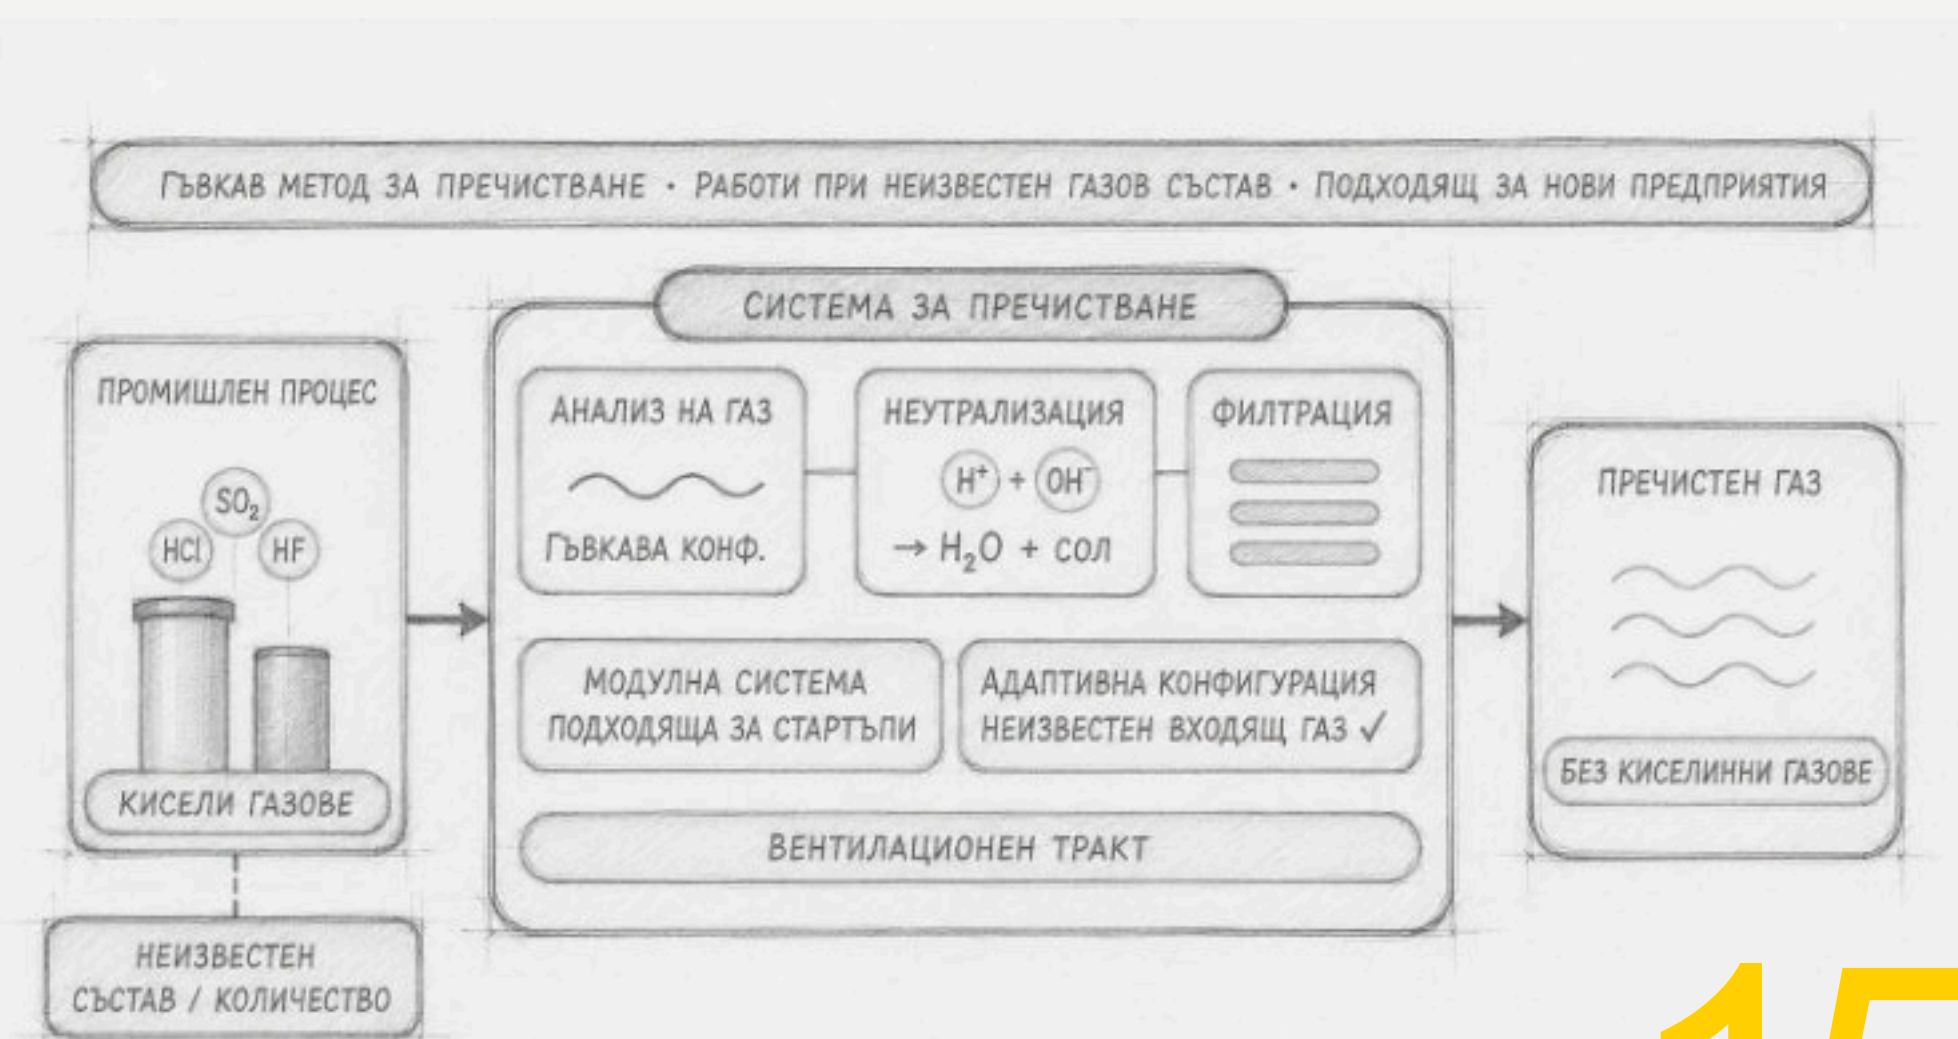 ГЪВКАВ МЕТОД ЗА ПРЕЧИСТВАНЕ • РАБОТИ ПРИ НЕИЗВЕСТЕН ГАЗОВ СЪСТАВ • ПОДХОДЯЩ ЗА НОВИ ПРЕДПРИЯТИЯ
СИСТЕМА ЗА ПРЕЧИСТВАНЕ
ПРОМИШЛЕН ПРОЦЕС
SO₂
HCl
HF
КИСЕЛИ ГАЗОВЕ
НЕИЗВЕСТЕН
СЪСТАВ / КОЛИЧЕСТВО
АНАЛИЗ НА ГАЗ
ГЪВКАВА КОНФ.
НЕУТРАЛИЗАЦИЯ
H⁺ + OH⁻
→ H₂O + СОЛ
ФИЛТРАЦИЯ
МОДУЛНА СИСТЕМА
ПОДХОДЯЩА ЗА СТАРТЪПИ
АДАПТИВНА КОНФИГУРАЦИЯ
НЕИЗВЕСТЕН ВХОДЯЩ ГАЗ ✓
ВЕНТИЛАЦИОНЕН ТРАКТ
ПРЕЧИСТЕН ГАЗ
БЕЗ КИСЕЛИННИ ГАЗОВЕ